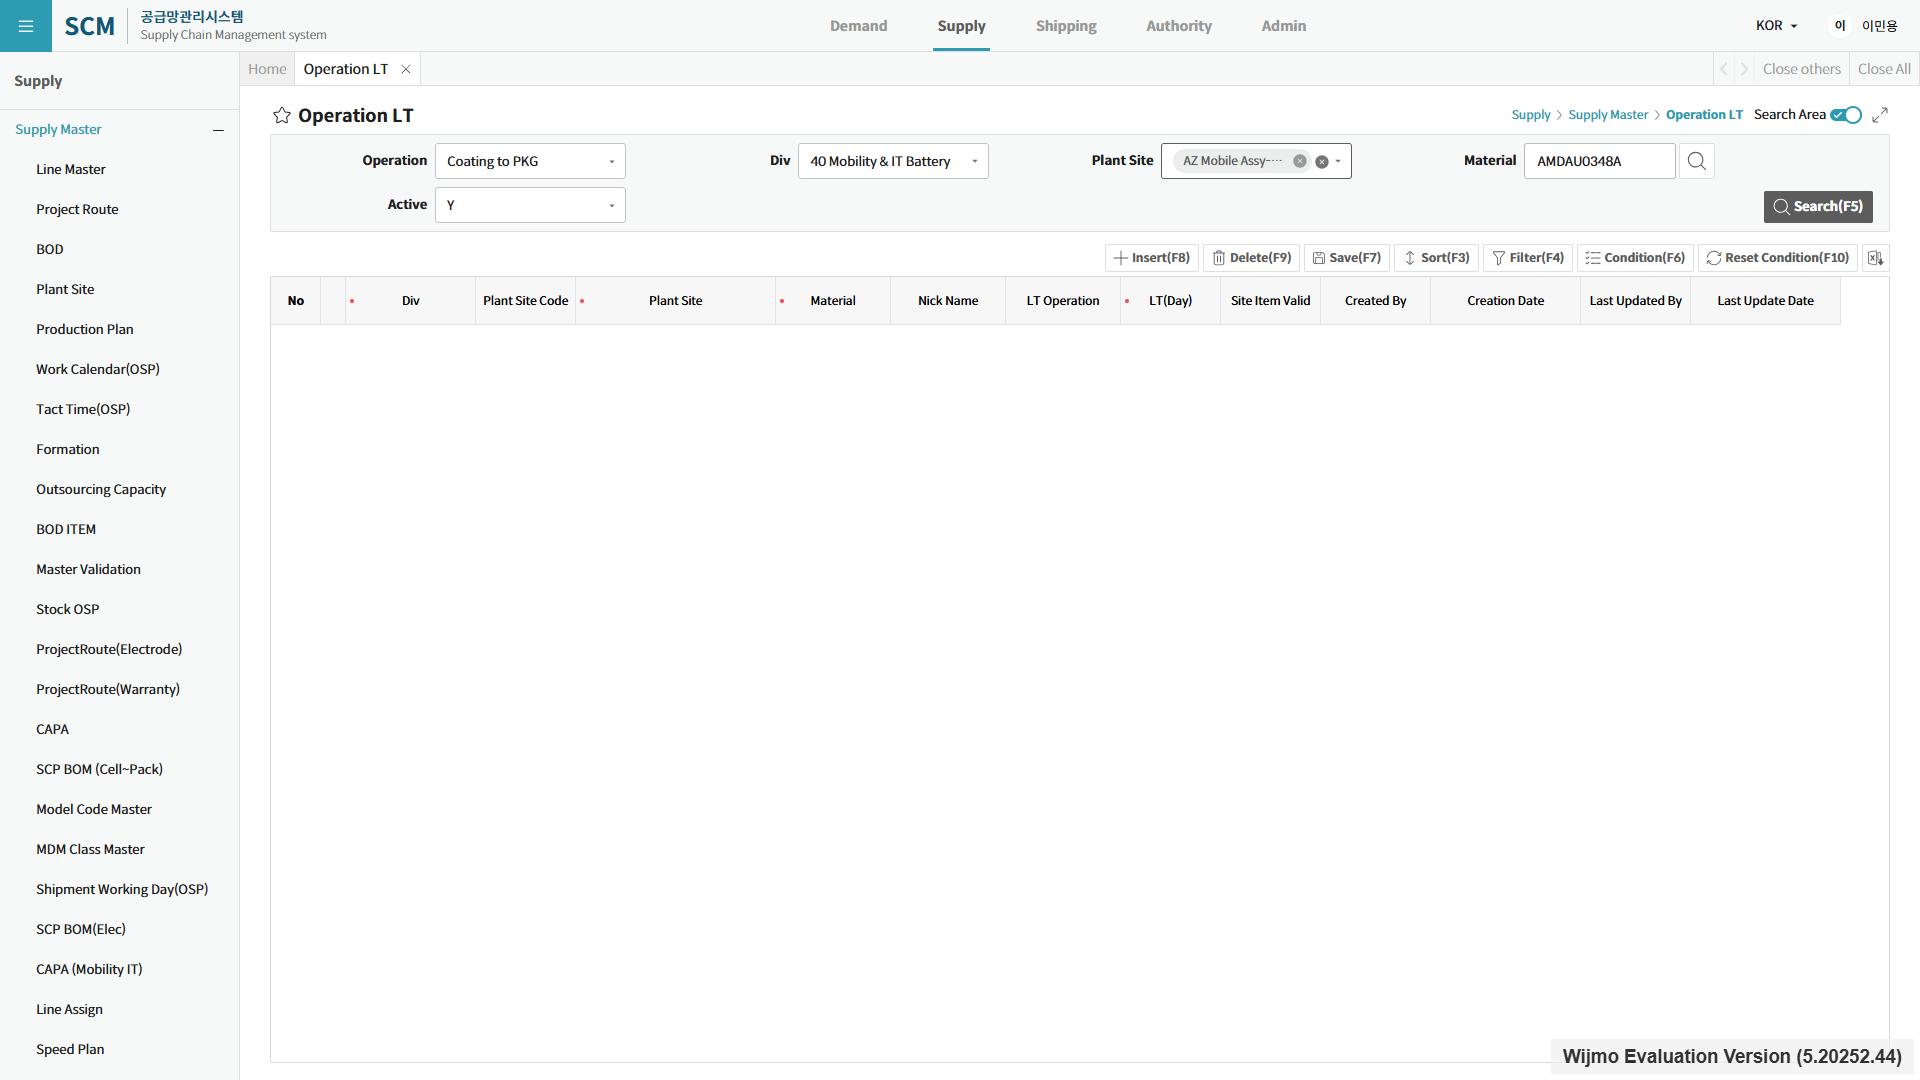 SCM
공급망관리시스템
Supply Chain Management system
Demand
Supply
Shipping
Authority
Admin
KOR
이
이민용
Supply
Home
Operation LT
Close others
Close All
Supply Master
Line Master
Project Route
BOD
Plant Site
Production Plan
Work Calendar(OSP)
Tact Time(OSP)
Formation
Outsourcing Capacity
BOD ITEM
Master Validation
Stock OSP
ProjectRoute(Electrode)
ProjectRoute(Warranty)
CAPA
SCP BOM (Cell~Pack)
Model Code Master
MDM Class Master
Shipment Working Day(OSP)
SCP BOM(Elec)
CAPA (Mobility IT)
Line Assign
Speed Plan
Operation LT
Supply > Supply Master > Operation LT
Search Area
Operation
Coating to PKG
Div
40 Mobility & IT Battery
Plant Site
AZ Mobile Assy-···
Material
AMDAU0348A
Active
Y
Search(F5)
Insert(F8)
Delete(F9)
Save(F7)
Sort(F3)
Filter(F4)
Condition(F6)
Reset Condition(F10)
No
Div
Plant Site Code
Plant Site
Material
Nick Name
LT Operation
LT(Day)
Site Item Valid
Created By
Creation Date
Last Updated By
Last Update Date
Wijmo Evaluation Version (5.20252.44)